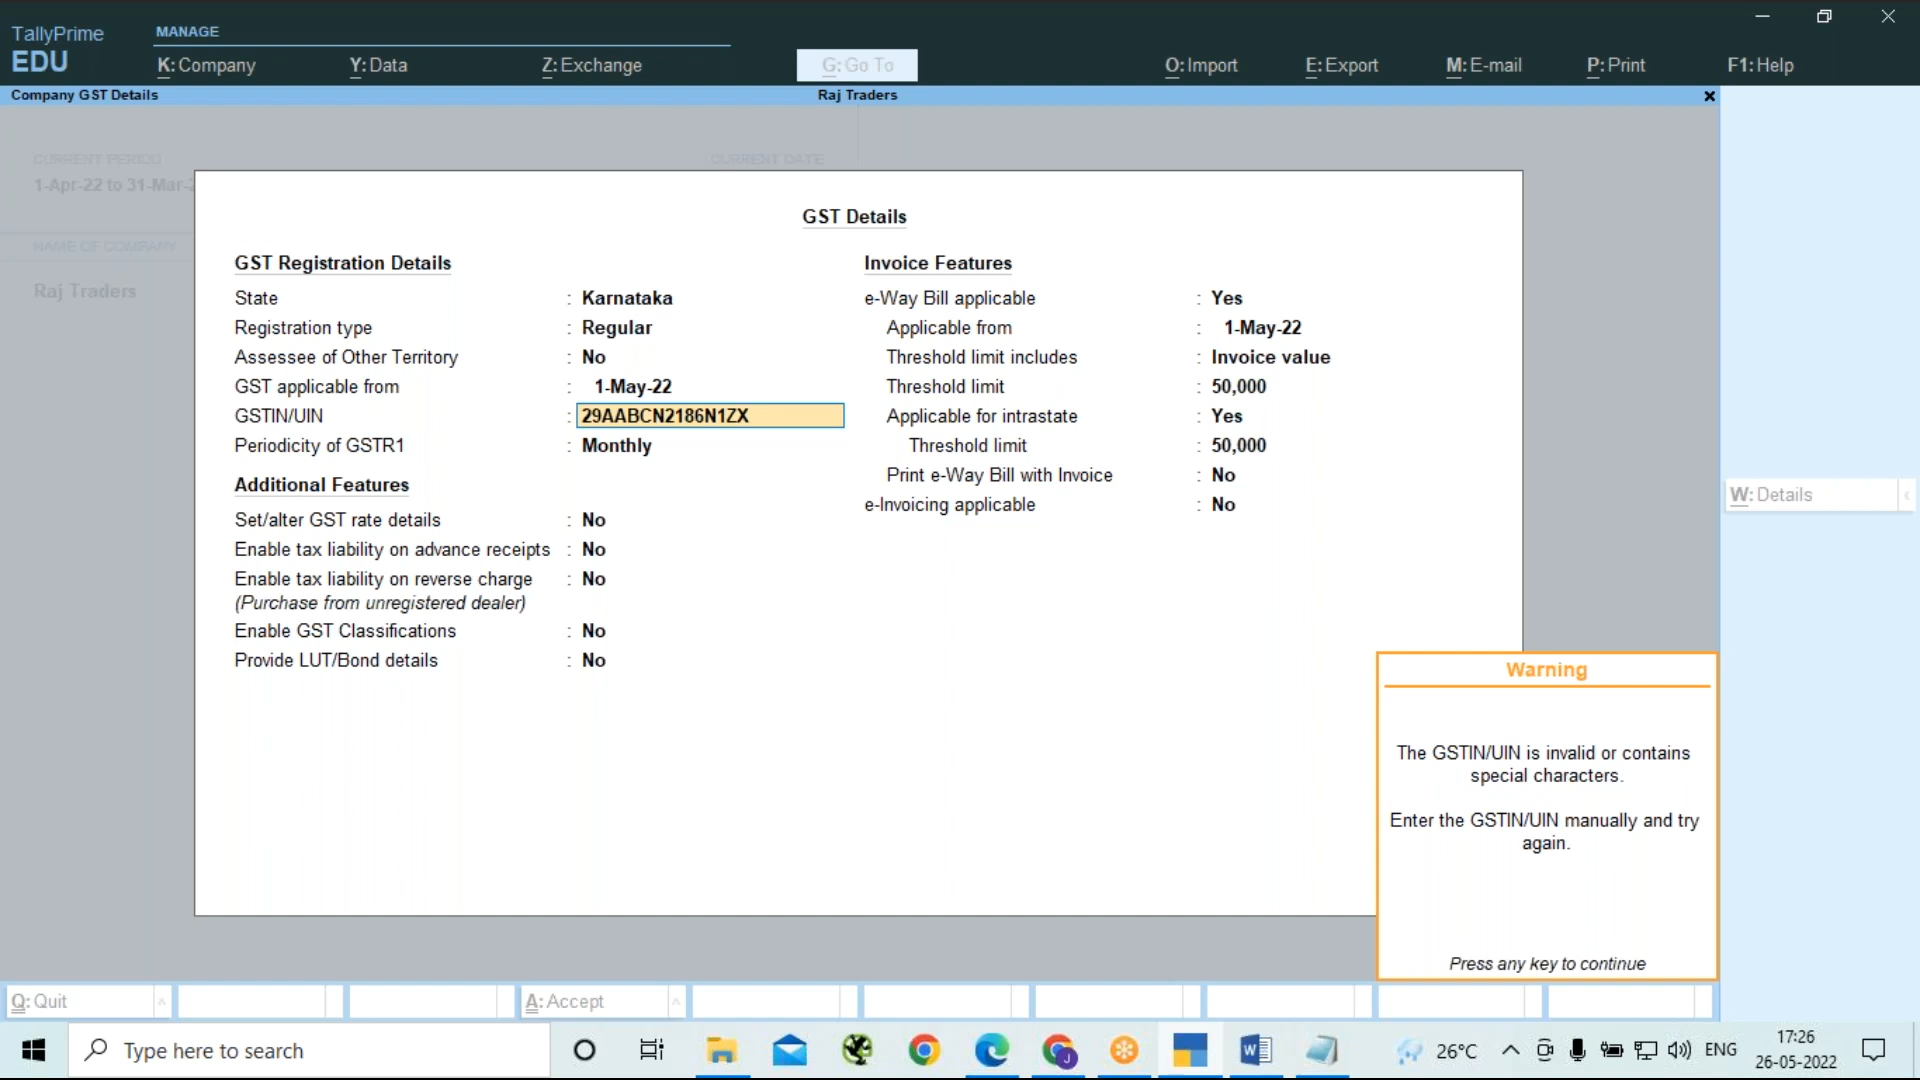 TallyPrime
EDU
MANAGE
K: Company
Y: Data
Z: Exchange
G: Go To
O: Import
E: Export
M: E-mail
P: Print
F1: Help
Company GST Details
Raj Traders
CURRENT PERIOD
CURRENT DATE
1-Apr-22 to 31-Mar-2
NAME OF COMPANY
Raj Traders
GST Details
GST Registration Details
State : Karnataka
Registration type : Regular
Assessee of Other Territory : No
GST applicable from : 1-May-22
GSTIN/UIN : 29AABCN2186N1ZX
Periodicity of GSTR1 : Monthly
Additional Features
Set/alter GST rate details : No
Enable tax liability on advance receipts : No
Enable tax liability on reverse charge : No
(Purchase from unregistered dealer)
Enable GST Classifications : No
Provide LUT/Bond details : No
Invoice Features
e-Way Bill applicable : Yes
Applicable from : 1-May-22
Threshold limit includes : Invoice value
Threshold limit : 50,000
Applicable for intrastate : Yes
Threshold limit : 50,000
Print e-Way Bill with Invoice : No
e-Invoicing applicable : No
W: Details
Warning
The GSTIN/UIN is invalid or contains
special characters.
Enter the GSTIN/UIN manually and try
again.
Press any key to continue
Q: Quit
A: Accept
Type here to search
26°C
ENG
17:26
26-05-2022